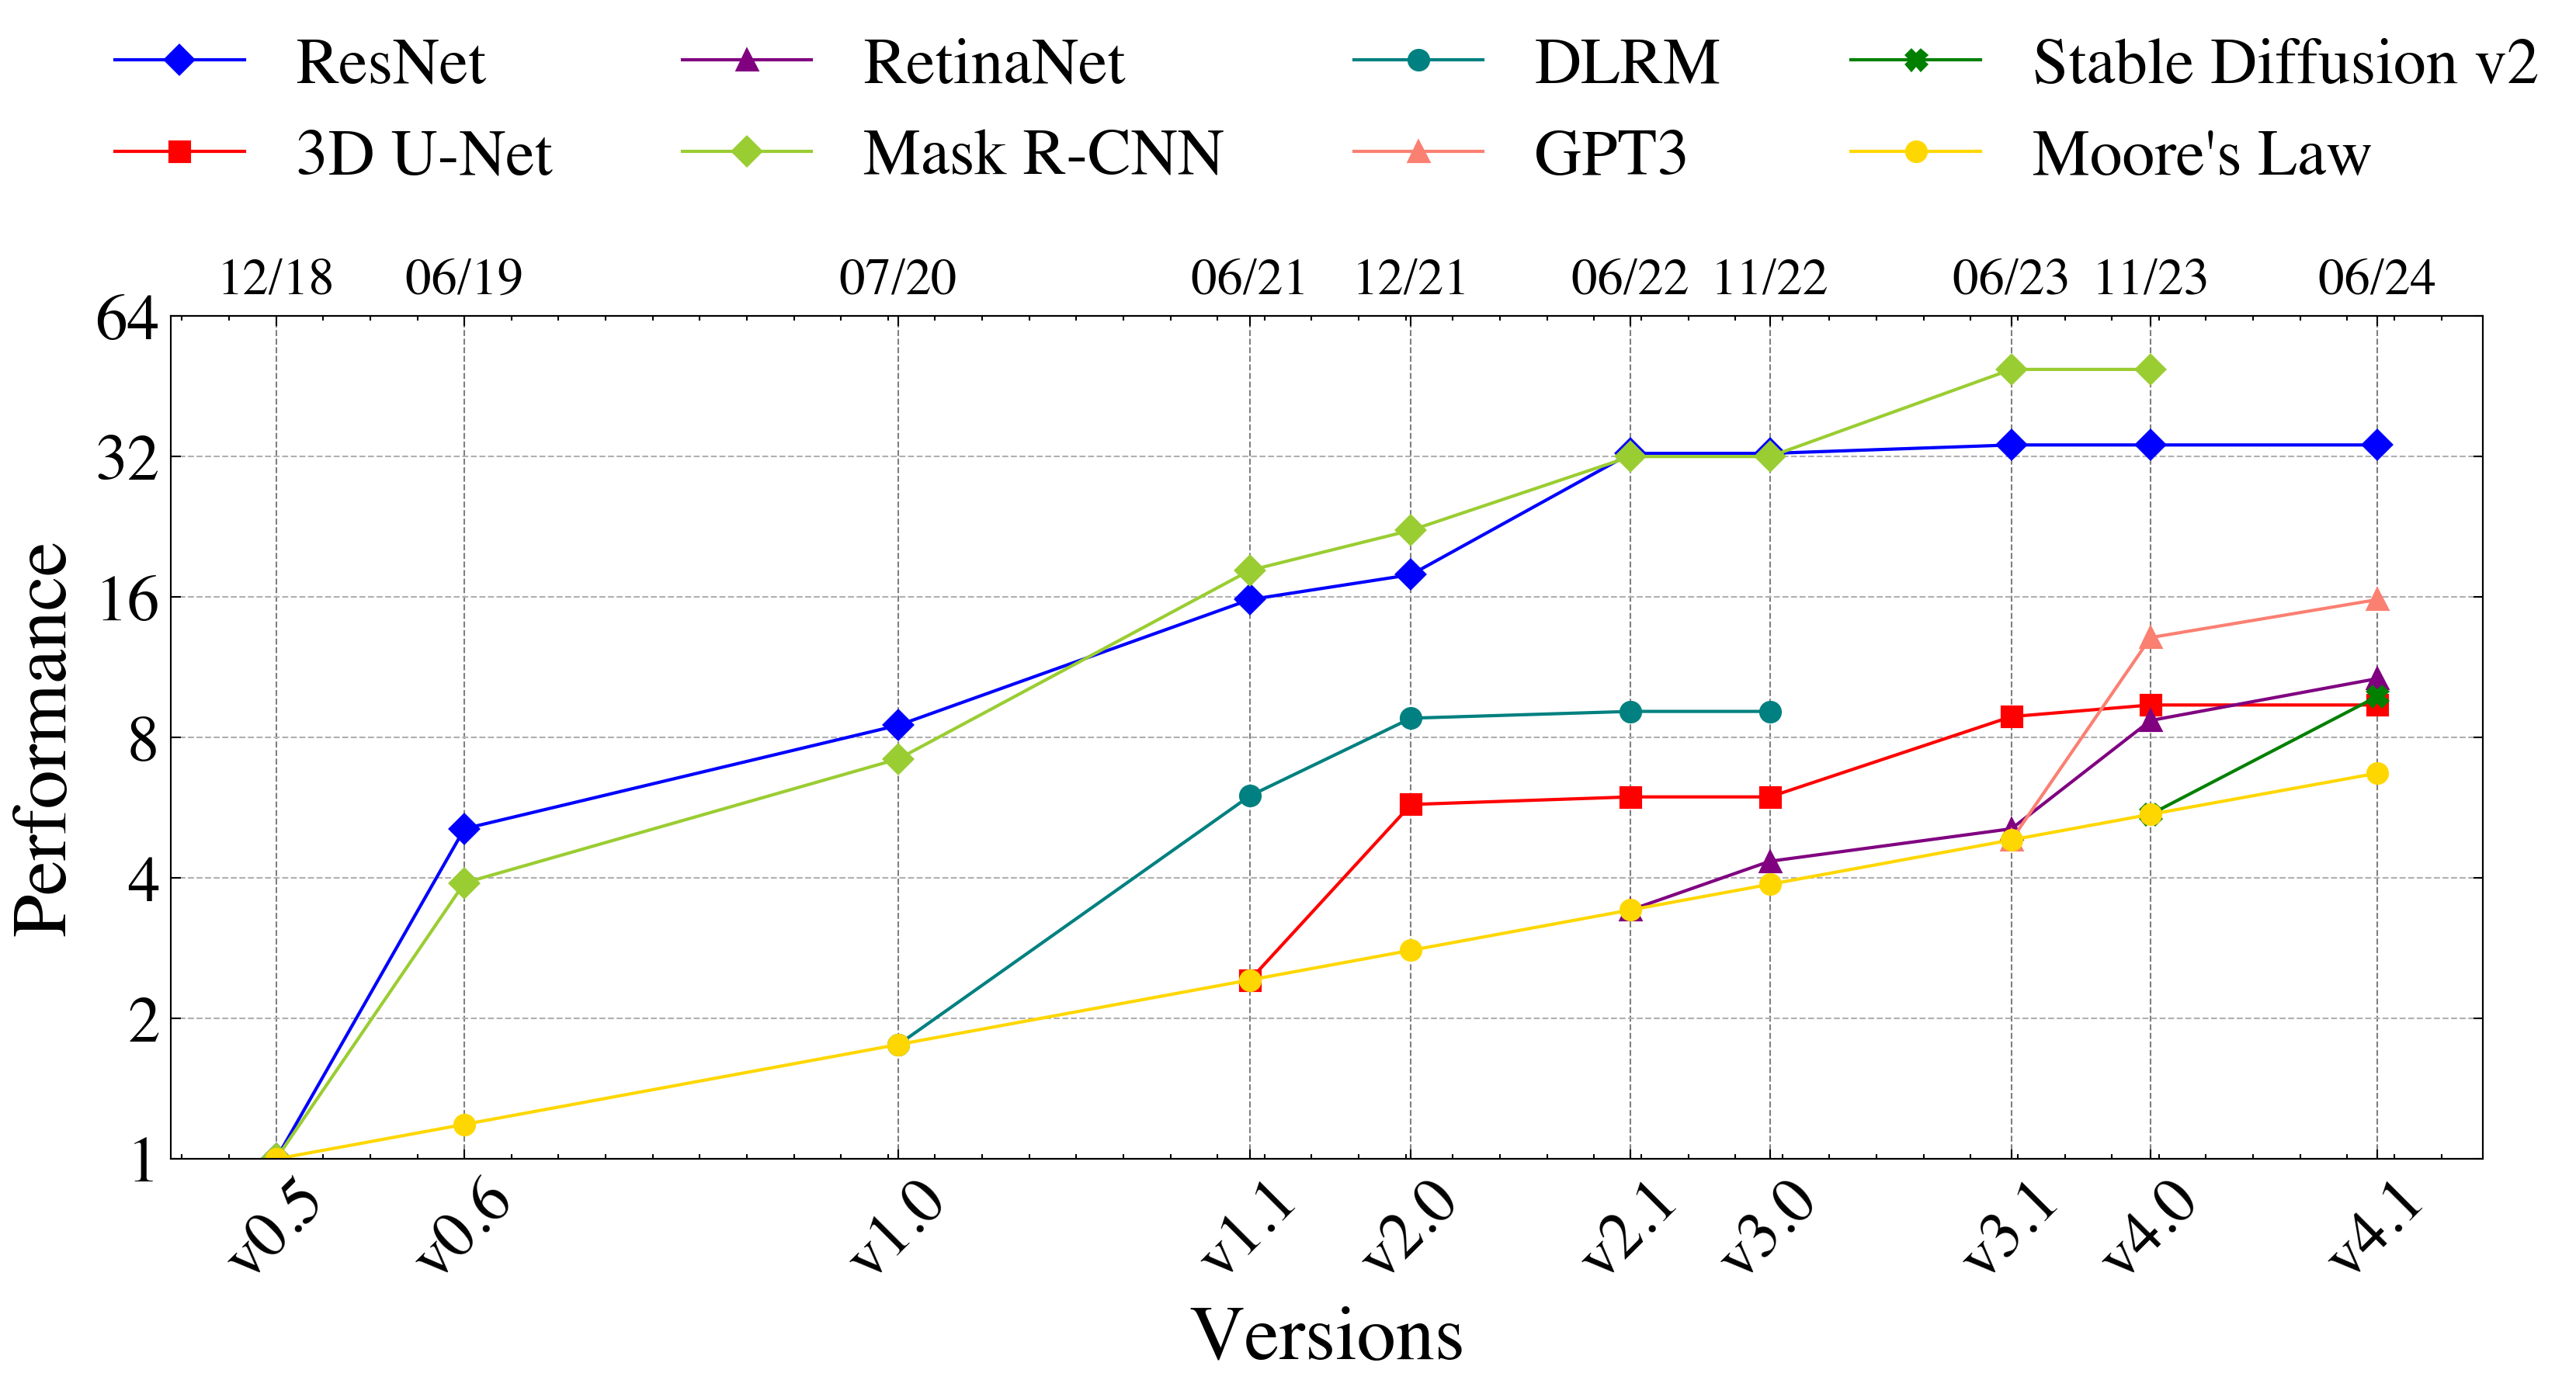 ResNet RetinaNet DLRM Stable Diffusion v2
3D U-Net Mask R-CNN GPT3 Moore's Law
12/18 06/19 07/20 06/21 12/21 06/22 11/22 06/23 11/23 06/24
64
32
16
8
4
2
1
Performance
v0.5 v0.6 v1.0 v1.1 v2.0 v2.1 v3.0 v3.1 v4.0 v4.1
Versions